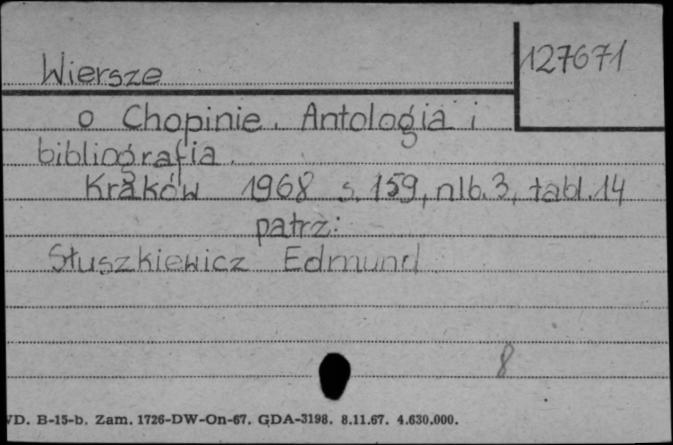 127671
Wiersze
o Chopinie. Antologia i
bibliografia.
Kraków 1968 s. 159, nlb. 3, tabl. 14
patrz:
Słuszkiewicz Edmund
8
D. B-15-b. Zam. 1726-DW-On-67. GDA-3198. 8.11.67. 4.630.000.